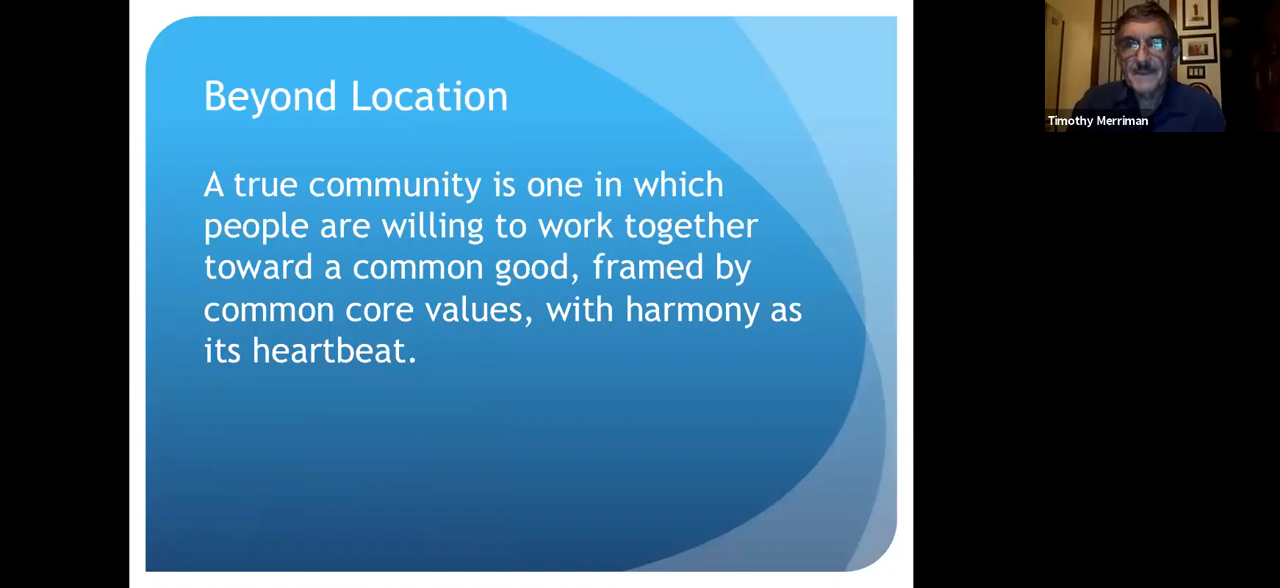 Beyond Location
A true community is one in which
people are willing to work together
toward a common good, framed by
common core values, with harmony as
its heartbeat.
Timothy Merriman